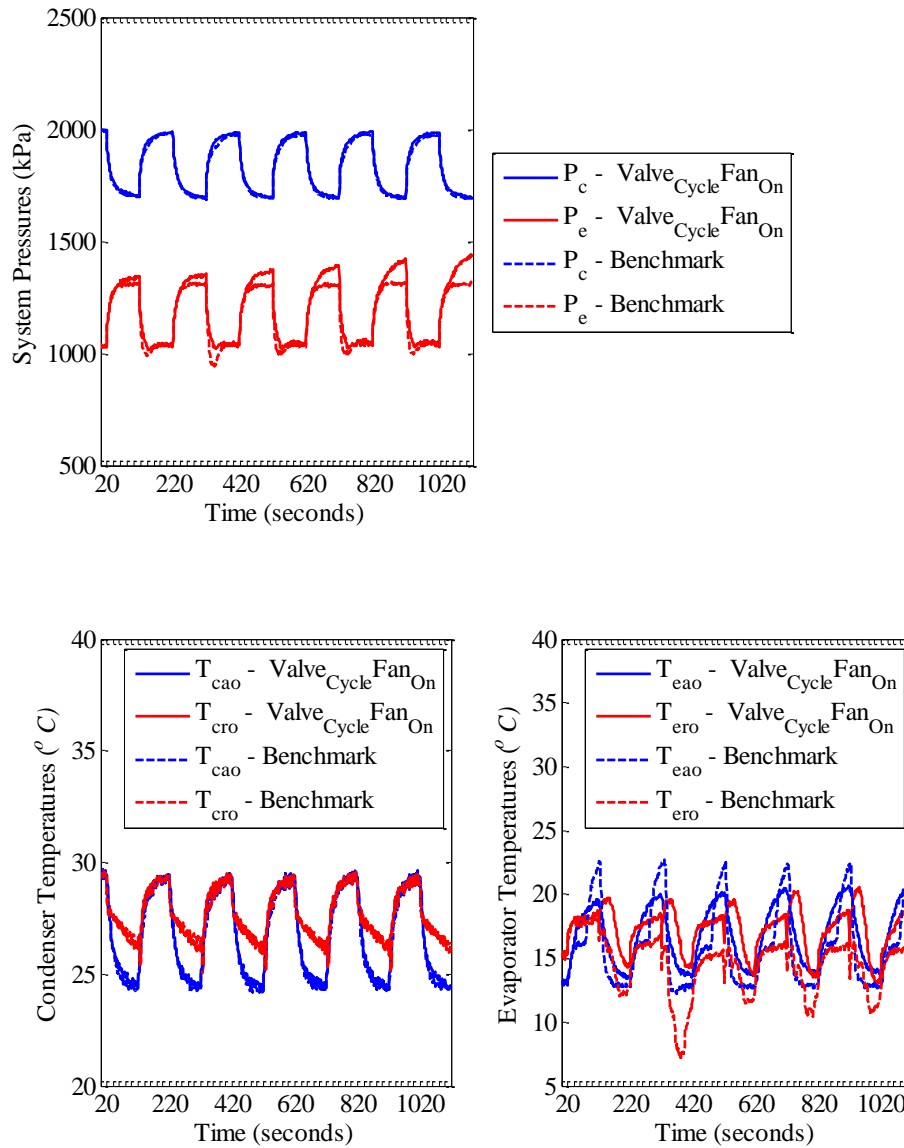 2500
2000
1500
1000
500
System Pressures (kPa)
20 220 420 620 820 1020
Time (seconds)
P_c - Valve_Cycle Fan_On
P_e - Valve_Cycle Fan_On
P_c - Benchmark
P_e - Benchmark
40
35
30
25
20
Condenser Temperatures (° C)
20 220 420 620 820 1020
Time (seconds)
T_cao - Valve_Cycle Fan_On
T_cro - Valve_Cycle Fan_On
T_cao - Benchmark
T_cro - Benchmark
40
35
30
25
20
15
10
5
Evaporator Temperatures (° C)
20 220 420 620 820 1020
Time (seconds)
T_eao - Valve_Cycle Fan_On
T_ero - Valve_Cycle Fan_On
T_eao - Benchmark
T_ero - Benchmark